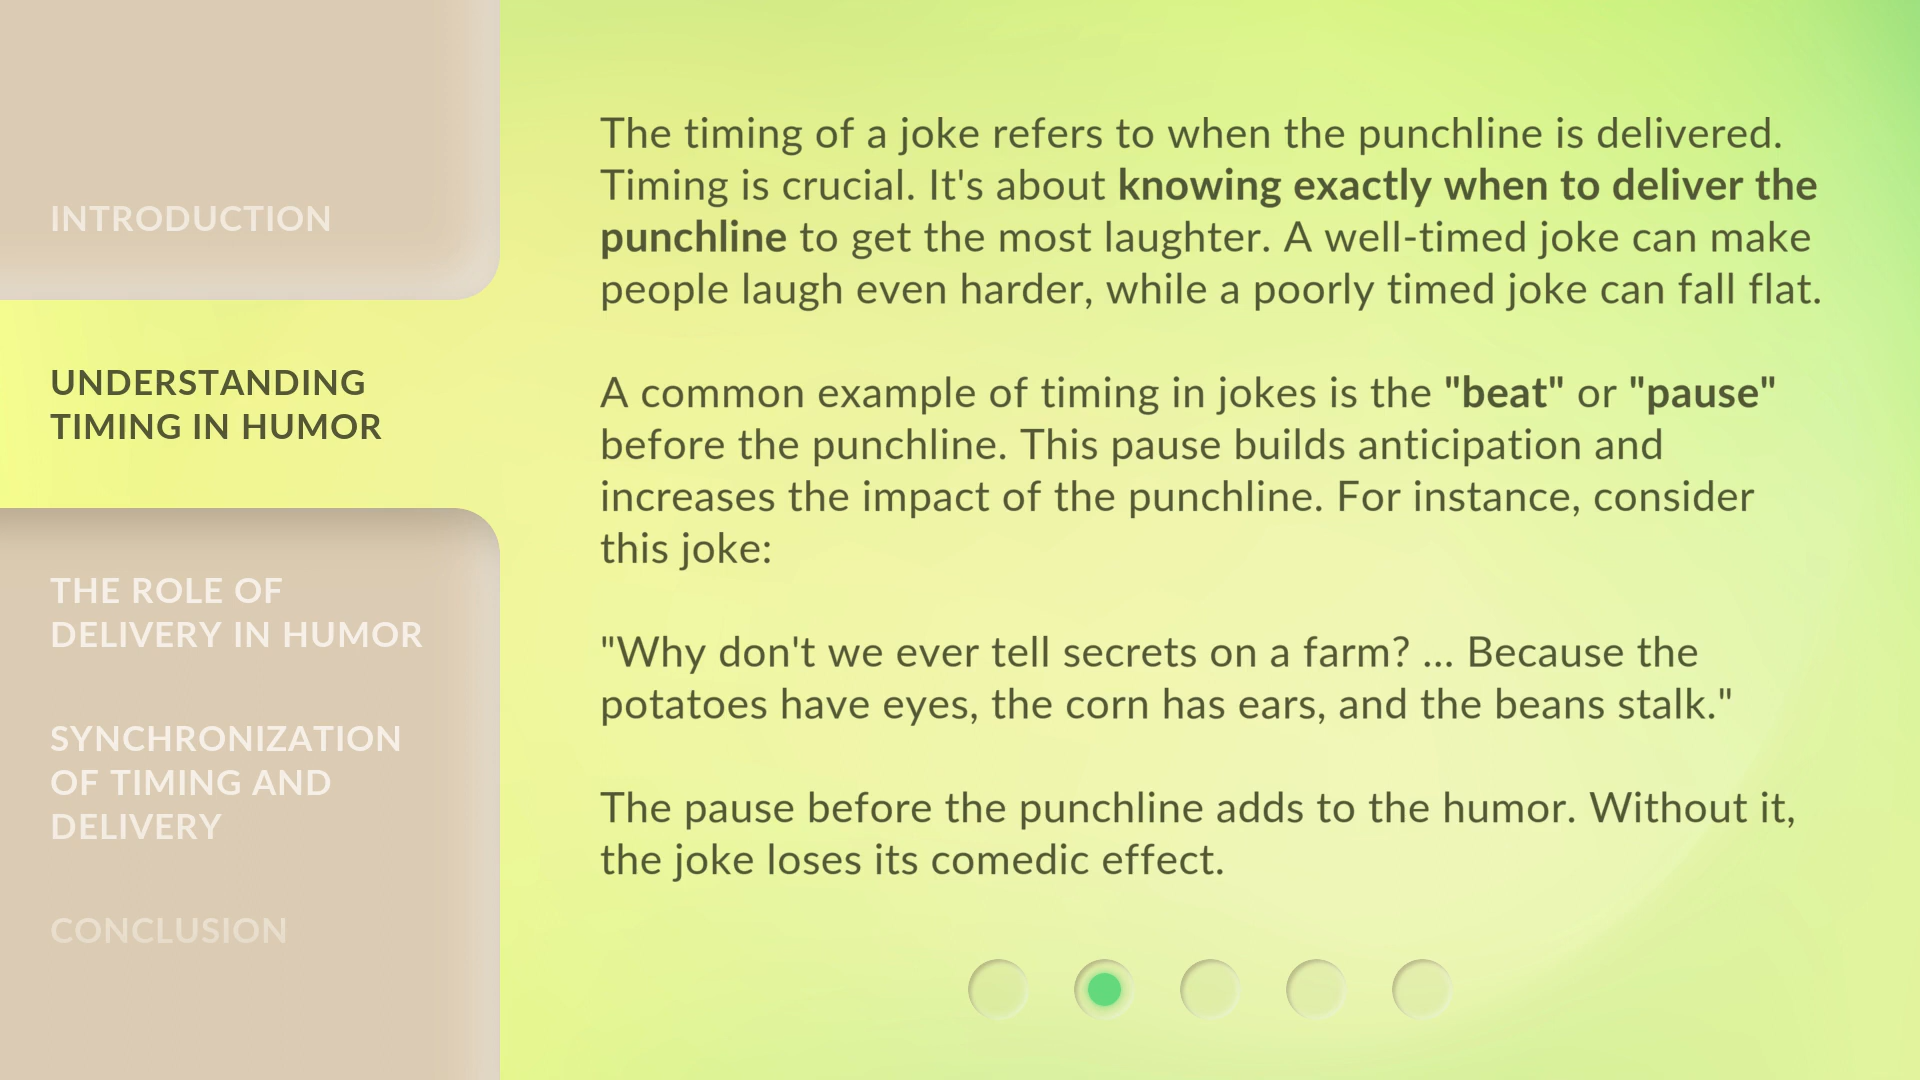 INTRODUCTION
UNDERSTANDING
TIMING IN HUMOR
THE ROLE OF
DELIVERY IN HUMOR
SYNCHRONIZATION
OF TIMING AND
DELIVERY
CONCLUSION
The timing of a joke refers to when the punchline is delivered.
Timing is crucial. It's about knowing exactly when to deliver the
punchline to get the most laughter. A well-timed joke can make
people laugh even harder, while a poorly timed joke can fall flat.
A common example of timing in jokes is the "beat" or "pause"
before the punchline. This pause builds anticipation and
increases the impact of the punchline. For instance, consider
this joke:
"Why don't we ever tell secrets on a farm? ... Because the
potatoes have eyes, the corn has ears, and the beans stalk."
The pause before the punchline adds to the humor. Without it,
the joke loses its comedic effect.